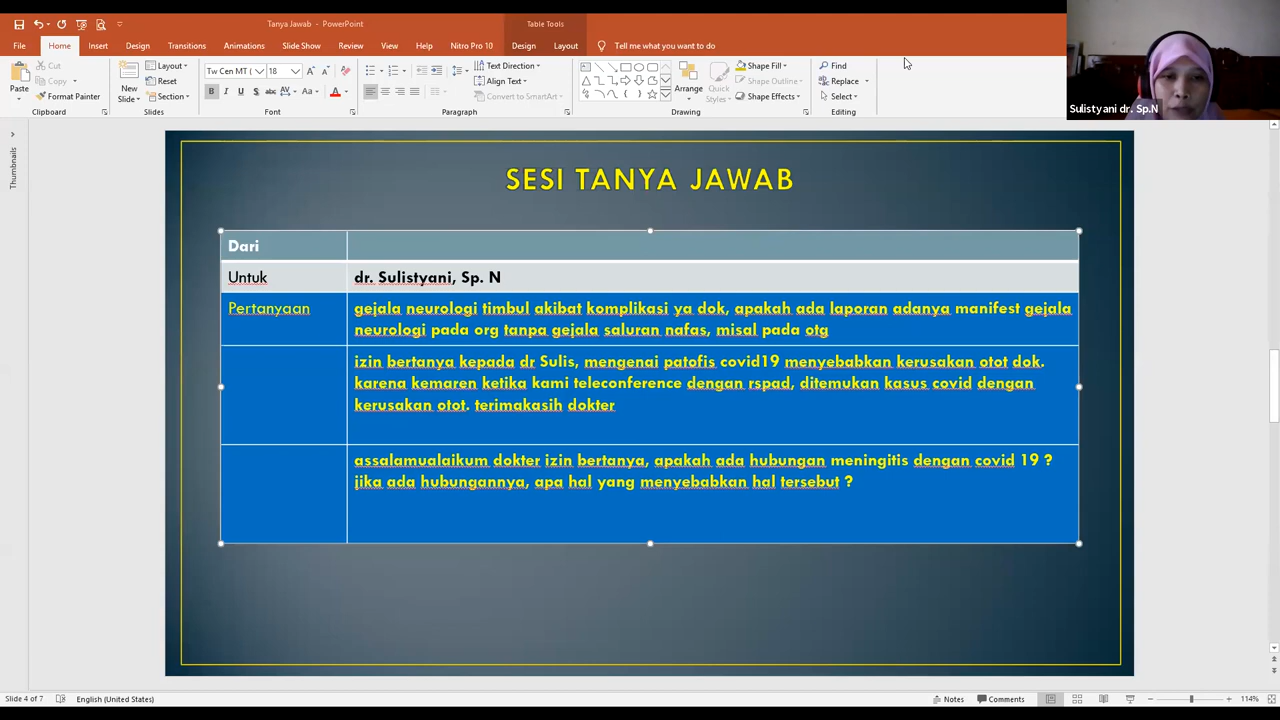 Tanya Jawab - PowerPoint
Table Tools
File Home Insert Design Transitions Animations Slide Show Review View Help Nitro Pro 10 Design Layout Tell me what you want to do
Paste
Cut
Copy
Format Painter
Clipboard
New Slide
Layout
Reset
Section
Slides
Tw Cen MT ( 18
Font
Text Direction
Align Text
Convert to SmartArt
Paragraph
Arrange
Quick Styles
Shape Fill
Shape Outline
Shape Effects
Drawing
Find
Replace
Select
Editing
Sulistyani dr. Sp.N
Thumbnails
SESI TANYA JAWAB
Dari
Untuk dr. Sulistyani, Sp. N
Pertanyaan gejala neurologi timbul akibat komplikasi ya dok, apakah ada laporan adanya manifest gejala
neurologi pada org tanpa gejala saluran nafas, misal pada otg
izin bertanya kepada dr Sulis, mengenai patofis covid19 menyebabkan kerusakan otot dok.
karena kemaren ketika kami teleconference dengan rspad, ditemukan kasus covid dengan
kerusakan otot. terimakasih dokter
assalamualaikum dokter izin bertanya, apakah ada hubungan meningitis dengan covid 19 ?
jika ada hubungannya, apa hal yang menyebabkan hal tersebut ?
Slide 4 of 7 English (United States) Notes Comments 114%